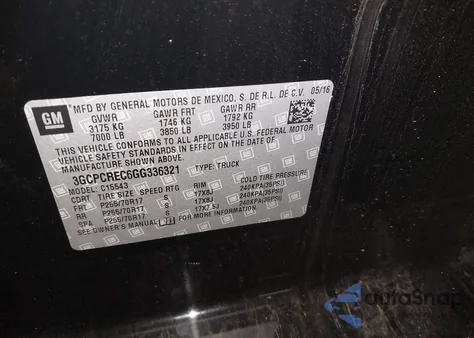 GM
MFD BY GENERAL MOTORS DE MEXICO, S. DE R.L. DE C.V. 05/16
GVWR GAWR FRT GAWR RR
3175 KG 1746 KG 1792 KG
7000 LB 3850 LB 3950 LB
THIS VEHICLE CONFORMS TO ALL APPLICABLE U.S. FEDERAL MOTOR
VEHICLE SAFETY STANDARDS IN EFFECT ON THE DATE OF
MANUFACTURE SHOWN ABOVE.
3GCPCREC6GG336321 TYPE: TRUCK
MODEL: C15543 COLD TIRE PRESSURE
CDRT TIRE SIZE SPEED RTG RIM
FRT P255/70R17 S 17X8J 240KPA(35PSI)
RR P255/70R17 S 17X8J 240KPA(35PSI)
SPA P255/70R17 S 17X7.5J 240KPA(35PSI)
SEE OWNER'S MANUAL
autoSnap